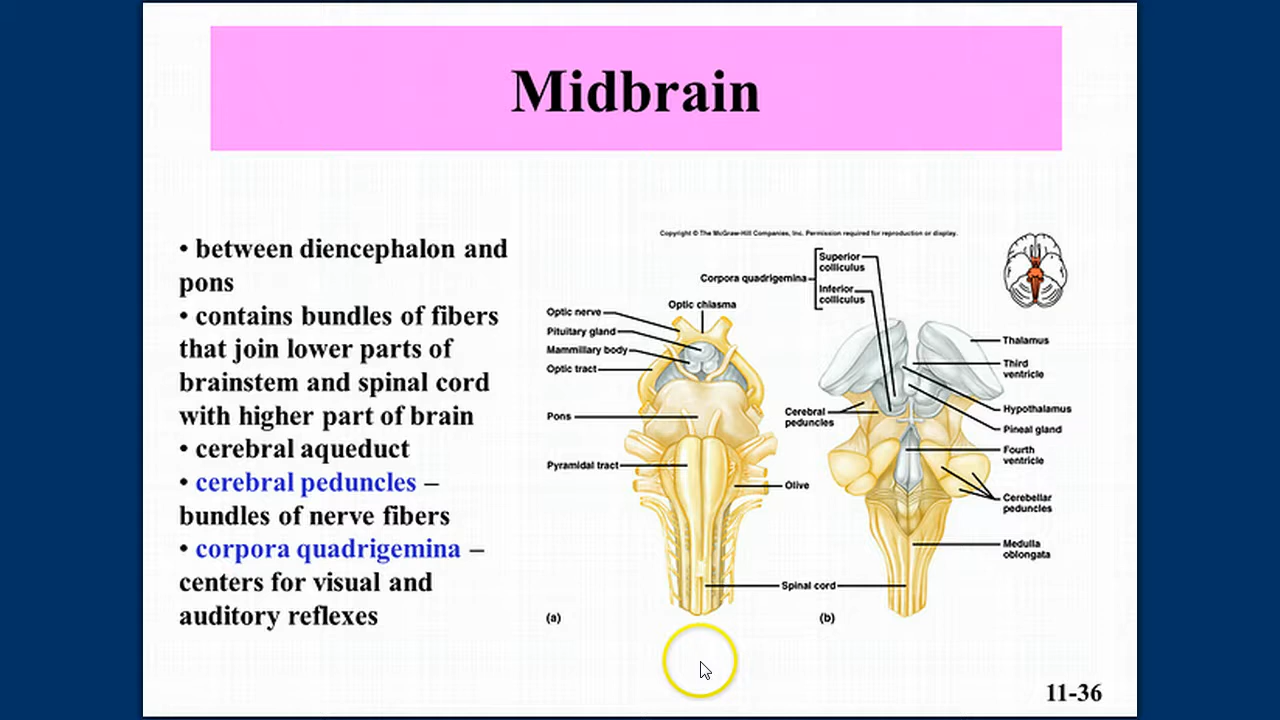 Midbrain
• between diencephalon and
pons
• contains bundles of fibers
that join lower parts of
brainstem and spinal cord
with higher part of brain
• cerebral aqueduct
• cerebral peduncles –
bundles of nerve fibers
• corpora quadrigemina –
centers for visual and
auditory reflexes
Copyright © The McGraw-Hill Companies, Inc. Permission required for reproduction or display.
Optic chiasma
Optic nerve
Pituitary gland
Mammillary body
Optic tract
Pons
Pyramidal tract
Olive
Spinal cord
(a)
Corpora quadrigemina
Superior
colliculus
Inferior
colliculus
Cerebral
peduncles
Thalamus
Third
ventricle
Hypothalamus
Pineal gland
Fourth
ventricle
Cerebellar
peduncles
Medulla
oblongata
(b)
11-36